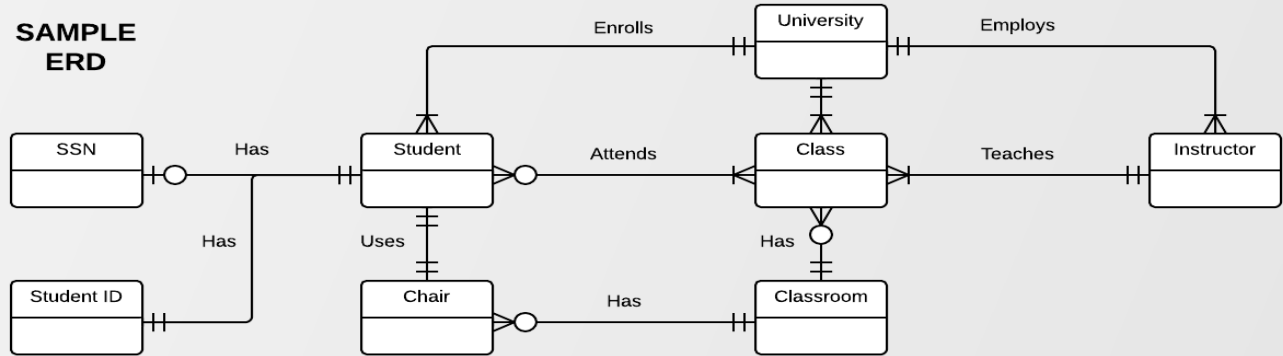 SAMPLE
ERD
University
Enrolls
Employs
SSN
Has
Student
Attends
Class
Teaches
Instructor
Has
Uses
Has
Student ID
Chair
Has
Classroom